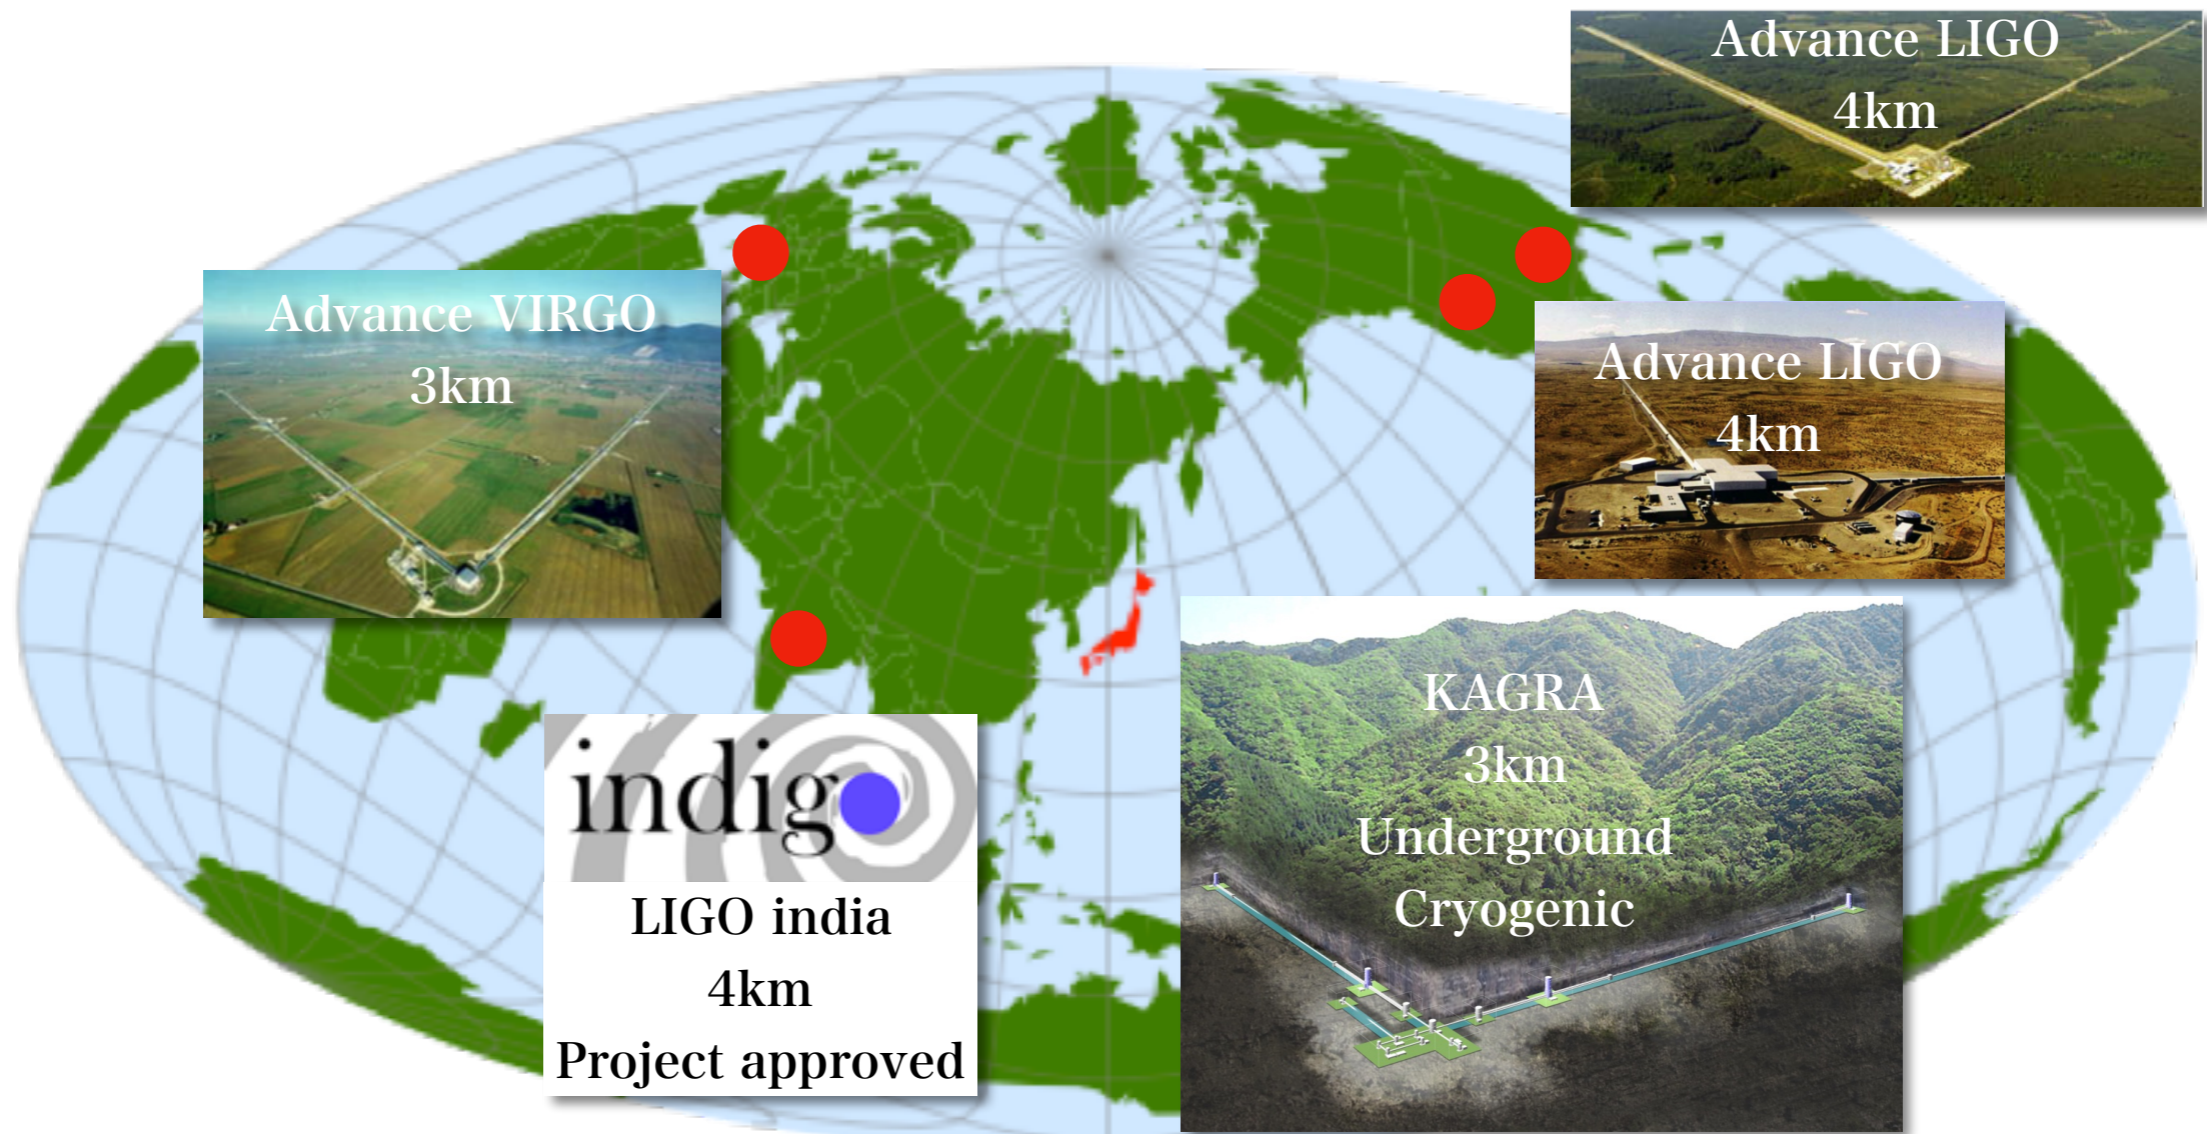 Advance LIGO
4km
Advance VIRGO
3km
Advance LIGO
4km
KAGRA
3km
Underground
Cryogenic
indigo
LIGO india
4km
Project approved